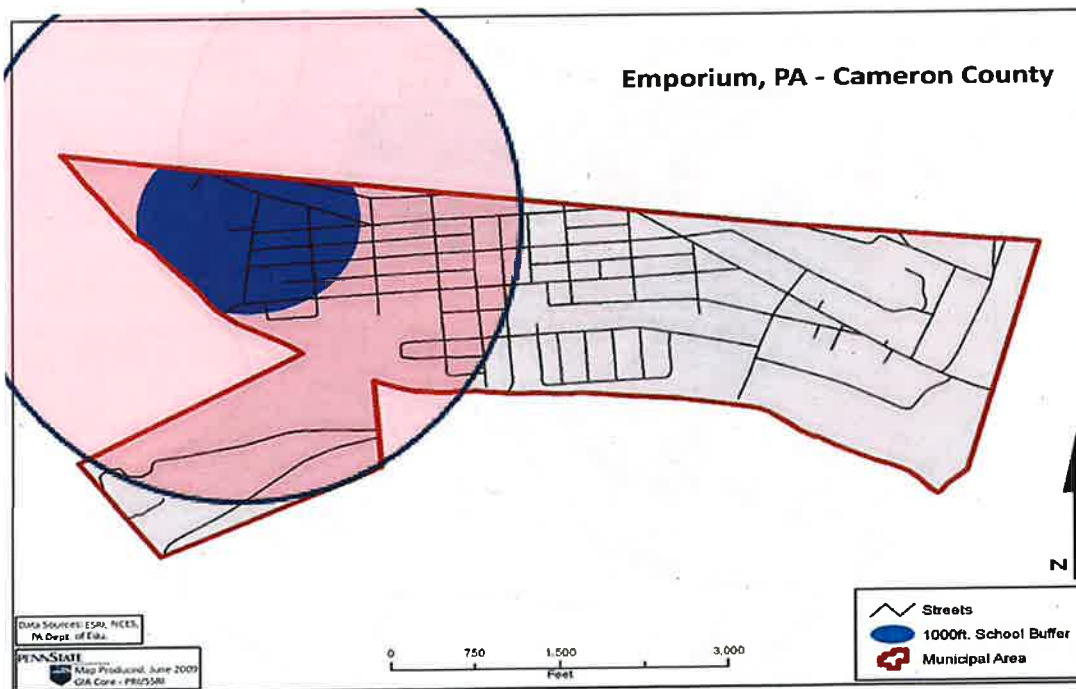 Emporium, PA - Cameron County
N
Data Sources: ESRI, NCES,
PA Dept. of Edu.
PENNSTATE
Map Produced, June 2009
GIA Core - PRI/SSRI
0 750 1,500 3,000
Feet
Streets
1000ft. School Buffer
Municipal Area